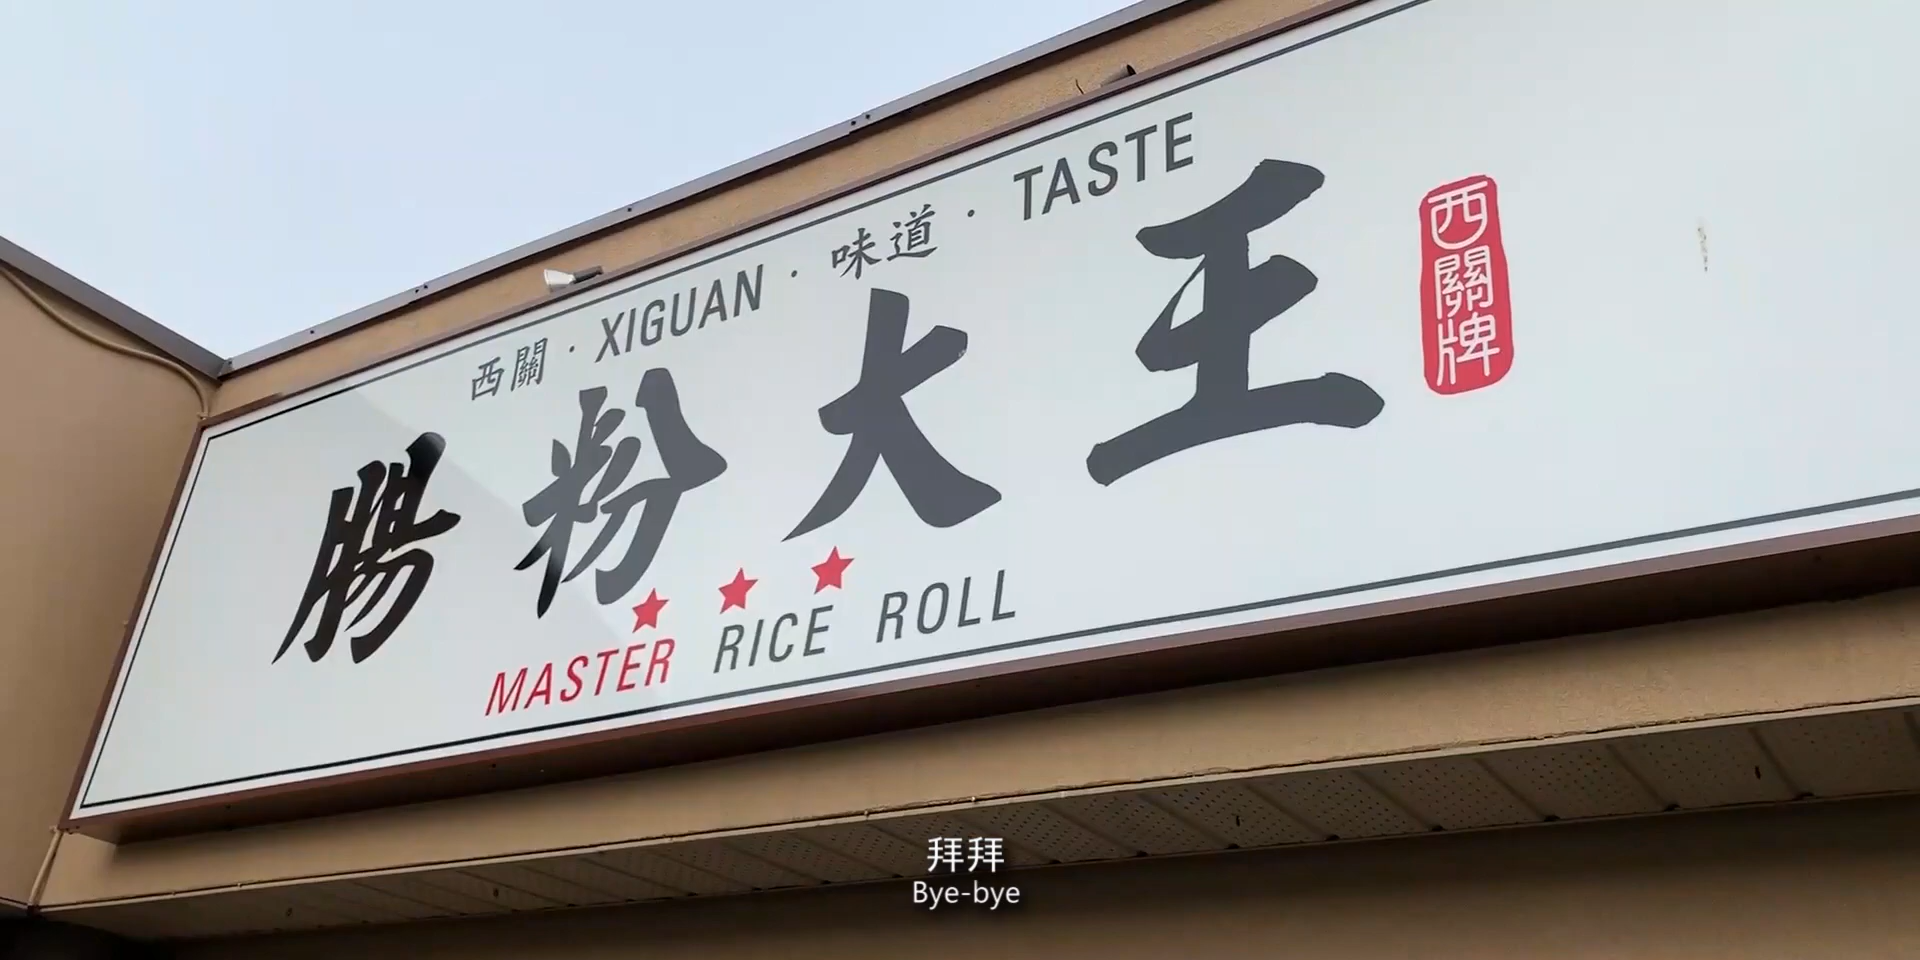 西關 · XIGUAN · 味道 · TASTE
腸粉大王
西關牌
MASTER RICE ROLL
拜拜
Bye-bye